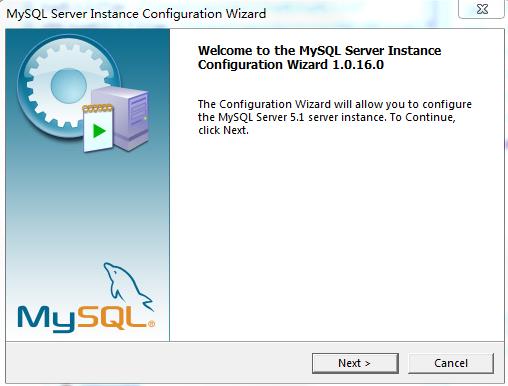 MySQL Server Instance Configuration Wizard
Welcome to the MySQL Server Instance
Configuration Wizard 1.0.16.0
The Configuration Wizard will allow you to configure
the MySQL Server 5.1 server instance. To Continue,
click Next.
MySQL®
Next >
Cancel